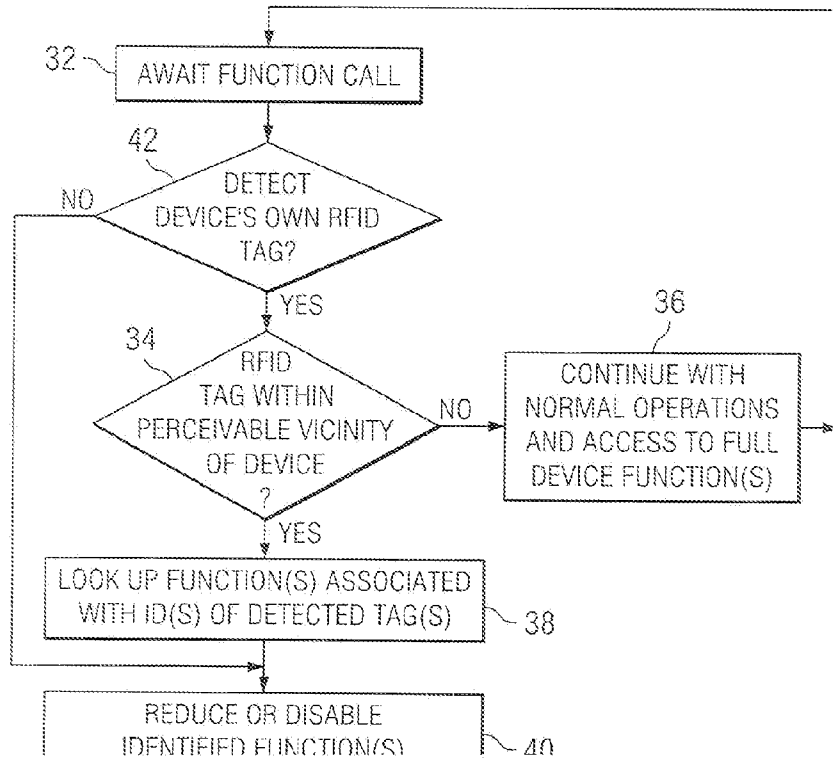 32
AWAIT FUNCTION CALL
42
DETECT
DEVICE'S OWN RFID
TAG?
NO
YES
34
RFID
TAG WITHIN
PERCEIVABLE VICINITY
OF DEVICE
?
NO
YES
36
CONTINUE WITH
NORMAL OPERATIONS
AND ACCESS TO FULL
DEVICE FUNCTION(S)
LOOK UP FUNCTION(S) ASSOCIATED
WITH ID(S) OF DETECTED TAG(S)
38
REDUCE OR DISABLE
IDENTIFIED FUNCTION(S)
40